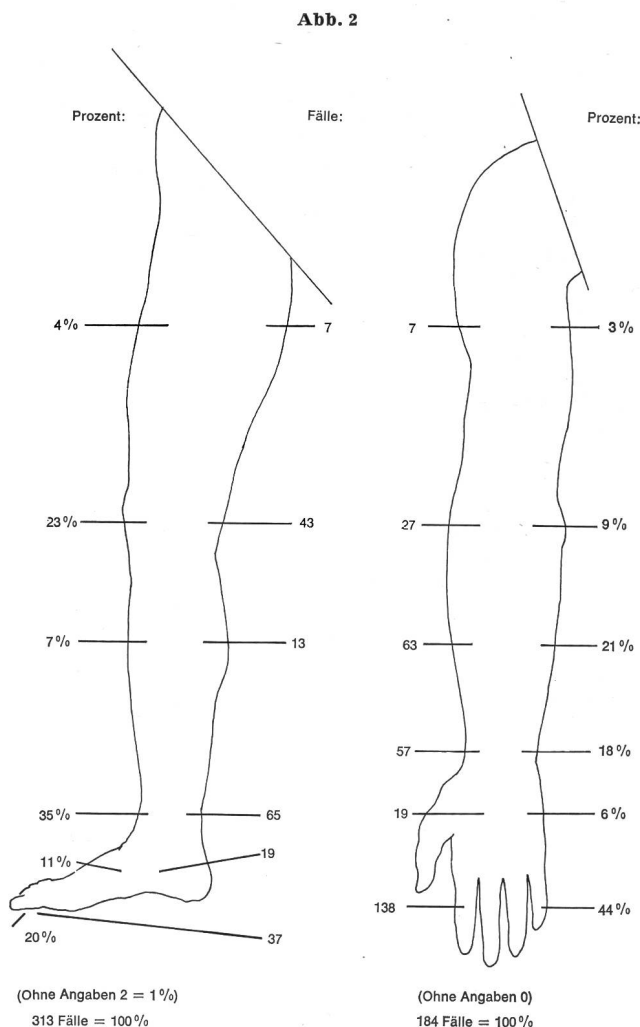 Abb. 2
Prozent: Fälle: Prozent:
4% 7 7 3%
23% 43 27 9%
7% 13 63 21%
57 18%
35% 65 19 6%
11% 19
138 44%
20% 37
(Ohne Angaben 2 = 1%) (Ohne Angaben 0)
313 Fälle = 100% 184 Fälle = 100%